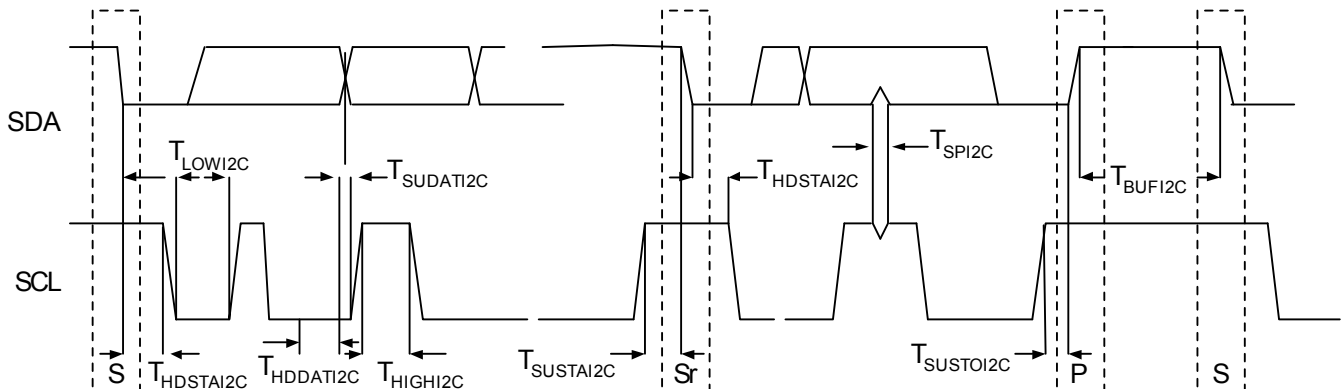 SDA
T_LOWI2C
T_SUDATI2C
T_HDSTAI2C
T_SPI2C
T_BUFI2C
SCL
S
T_HDSTAI2C
T_HDDATI2C
T_HIGHI2C
T_SUSTAI2C
Sr
T_SUSTOI2C
P
S